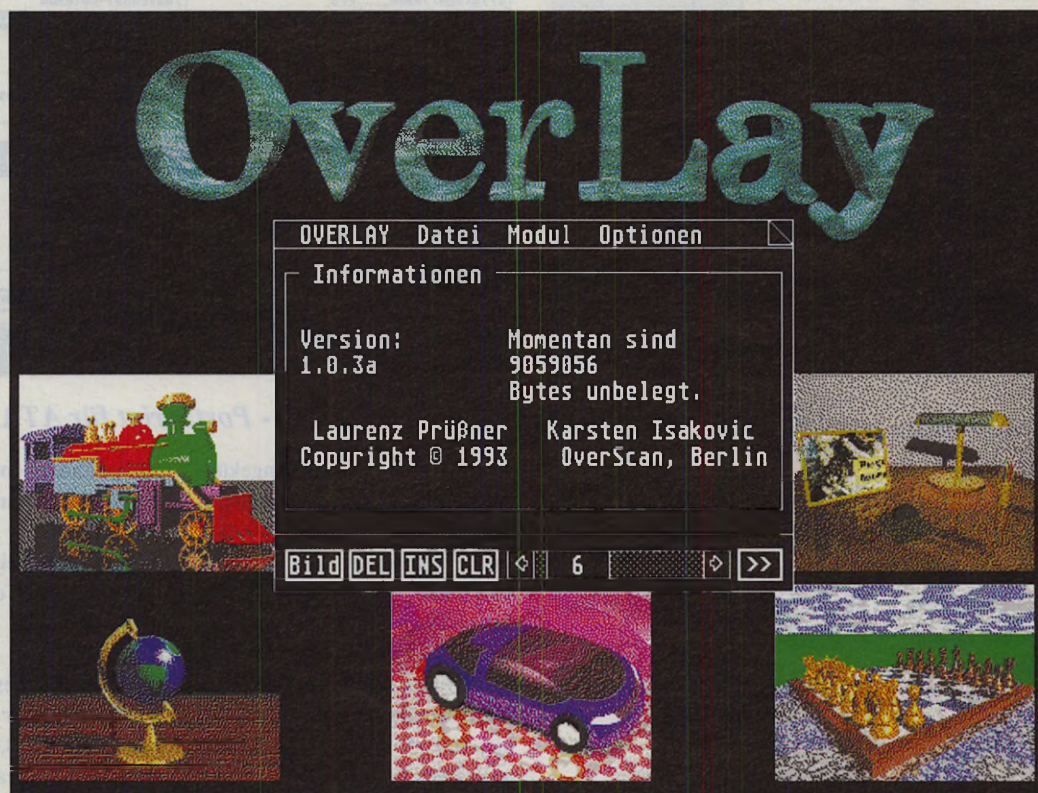 OverLay
OVERLAY Datei Modul Optionen
Informationen
Version: Momentan sind
1.0.3a 9059056
Bytes unbelegt.
Laurenz Prüßner Karsten Isakovic
Copyright © 1993 OverScan, Berlin
Bild DEL INS CLR 6 >>